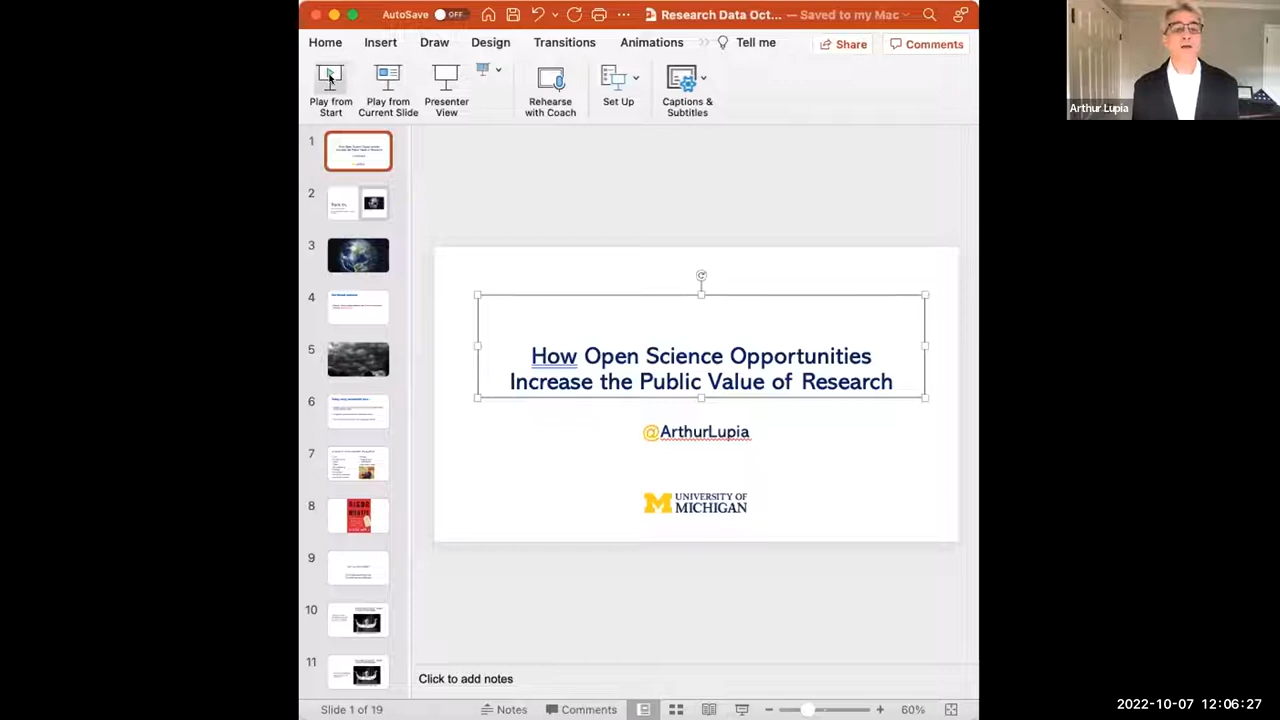 AutoSave OFF
Research Data Oct... — Saved to my Mac
Home Insert Draw Design Transitions Animations Tell me Share Comments
Play from Start
Play from Current Slide
Presenter View
Rehearse with Coach
Set Up
Captions & Subtitles
Arthur Lupia
1
2
3
4
5
6
7
8
9
10
11
How Open Science Opportunities
Increase the Public Value of Research
@ArthurLupia
UNIVERSITY OF
MICHIGAN
Click to add notes
Slide 1 of 19 Notes Comments 60%
2022-10-07 12:06:27